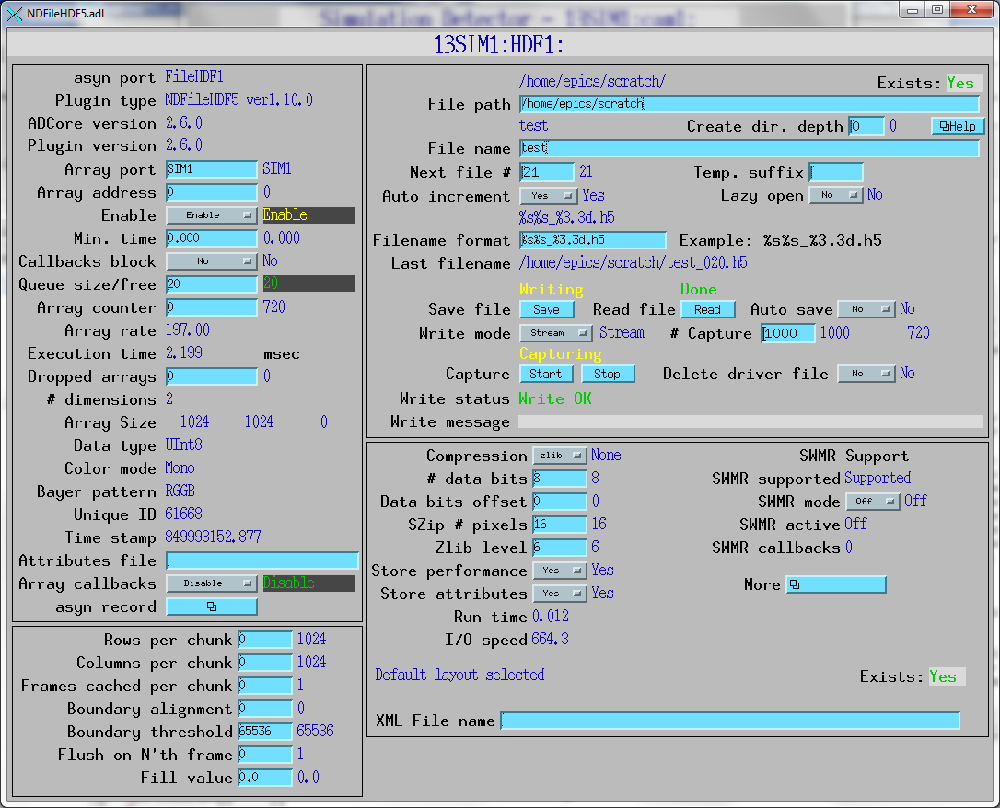 NDFileHDF5.adl
Simulation Detector - 13SIM1:cam1:
13SIM1:HDF1:
asyn port FileHDF1
Plugin type NDFileHDF5 ver1.10.0
ADCore version 2.6.0
Plugin version 2.6.0
Array port SIM1 SIM1
Array address 0 0
Enable Enable Enable
Min. time 0.000 0.000
Callbacks block No No
Queue size/free 20 20
Array counter 0 720
Array rate 197.00
Execution time 2.199 msec
Dropped arrays 0 0
# dimensions 2
Array Size 1024 1024 0
Data type UInt8
Color mode Mono
Bayer pattern RGGB
Unique ID 61668
Time stamp 849993152.877
Attributes file
Array callbacks Disable Disable
asyn record
Rows per chunk 0 1024
Columns per chunk 0 1024
Frames cached per chunk 0 1
Boundary alignment 0 0
Boundary threshold 65536 65536
Flush on N'th frame 0 1
Fill value 0.0 0.0
/home/epics/scratch/ Exists: Yes
File path /home/epics/scratch
test Create dir. depth 0 0 Help
File name test
Next file # 21 21 Temp. suffix
Auto increment Yes Yes Lazy open No No
%s%s_%3.3d.h5
Filename format %s%s_%3.3d.h5 Example: %s%s_%3.3d.h5
Last filename /home/epics/scratch/test_020.h5
Writing Done
Save file Save Read file Read Auto save No No
Write mode Stream Stream # Capture 1000 1000 720
Capturing
Capture Start Stop Delete driver file No No
Write status Write OK
Write message
Compression zlib None SWMR Support
# data bits 8 8 SWMR supported Supported
Data bits offset 0 0 SWMR mode Off Off
SZip # pixels 16 16 SWMR active Off
Zlib level 6 6 SWMR callbacks 0
Store performance Yes Yes More
Store attributes Yes Yes
Run time 0.012
I/O speed 664.3
Default layout selected Exists: Yes
XML File name